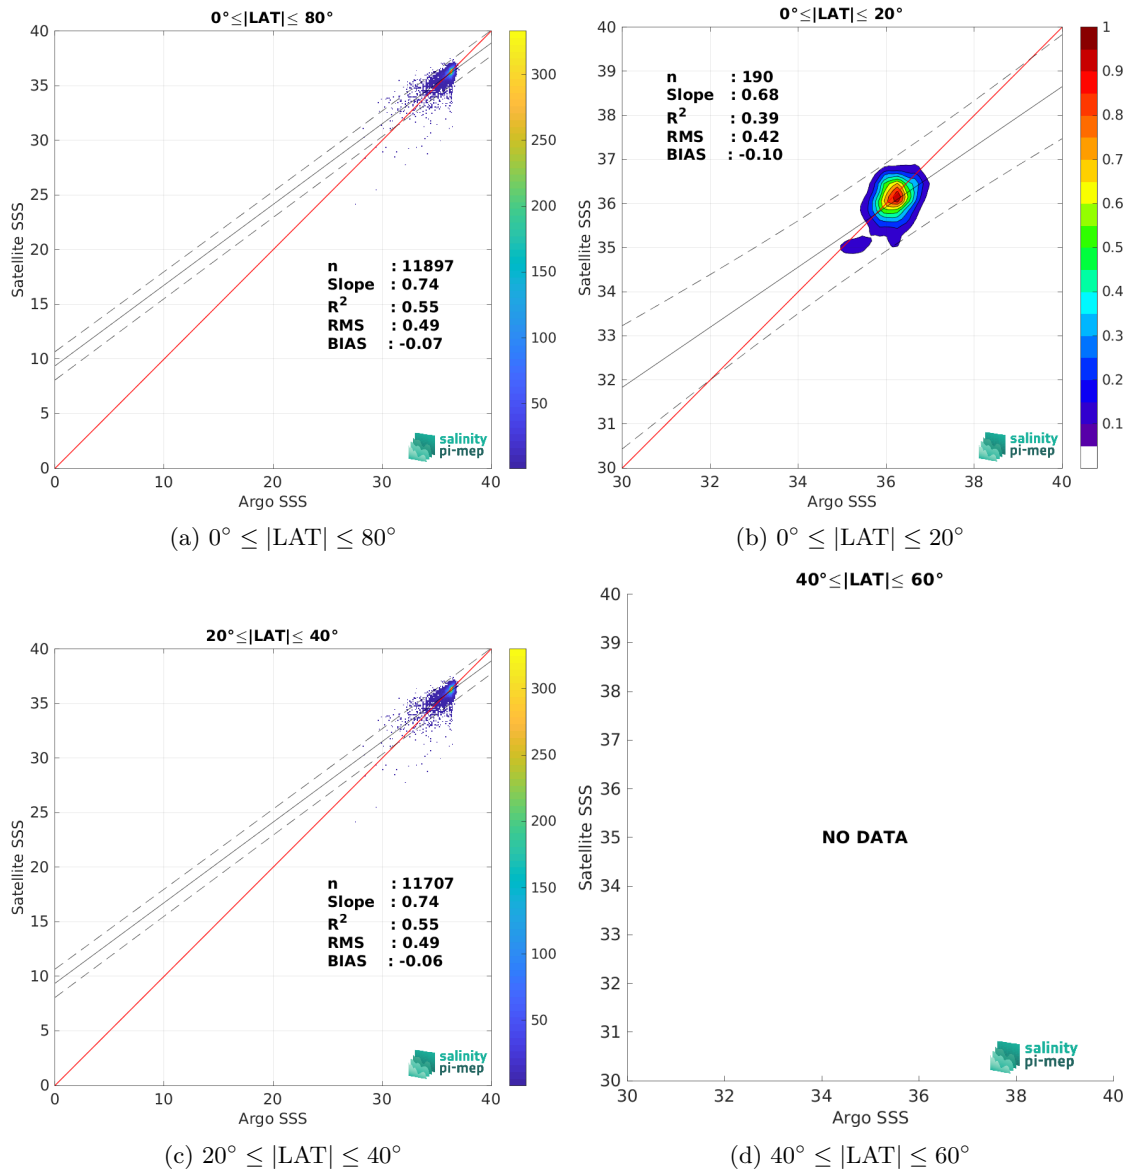 0°≤|LAT|≤ 80°
40
35
30
25
20
15
10
5
0
Satellite SSS
n : 11897
Slope : 0.74
R² : 0.55
RMS : 0.49
BIAS : -0.07
salinity
pi-mep
0 10 20 30 40
Argo SSS
300
250
200
150
100
50
(a) 0° ≤ |LAT| ≤ 80°
0°≤|LAT|≤ 20°
40
39
38
37
36
35
34
33
32
31
30
Satellite SSS
n : 190
Slope : 0.68
R² : 0.39
RMS : 0.42
BIAS : -0.10
salinity
pi-mep
30 32 34 36 38 40
Argo SSS
1
0.9
0.8
0.7
0.6
0.5
0.4
0.3
0.2
0.1
(b) 0° ≤ |LAT| ≤ 20°
20°≤|LAT|≤ 40°
40
35
30
25
20
15
10
5
0
Satellite SSS
n : 11707
Slope : 0.74
R² : 0.55
RMS : 0.49
BIAS : -0.06
salinity
pi-mep
0 10 20 30 40
Argo SSS
300
250
200
150
100
50
(c) 20° ≤ |LAT| ≤ 40°
40°≤|LAT|≤ 60°
40
39
38
37
36
35
34
33
32
31
30
Satellite SSS
NO DATA
salinity
pi-mep
30 32 34 36 38 40
Argo SSS
(d) 40° ≤ |LAT| ≤ 60°